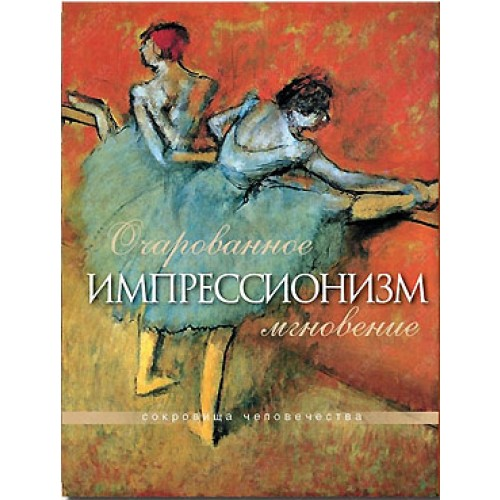 Очарованное
ИМПРЕССИОНИЗМ
мгновение
сокровища человечества